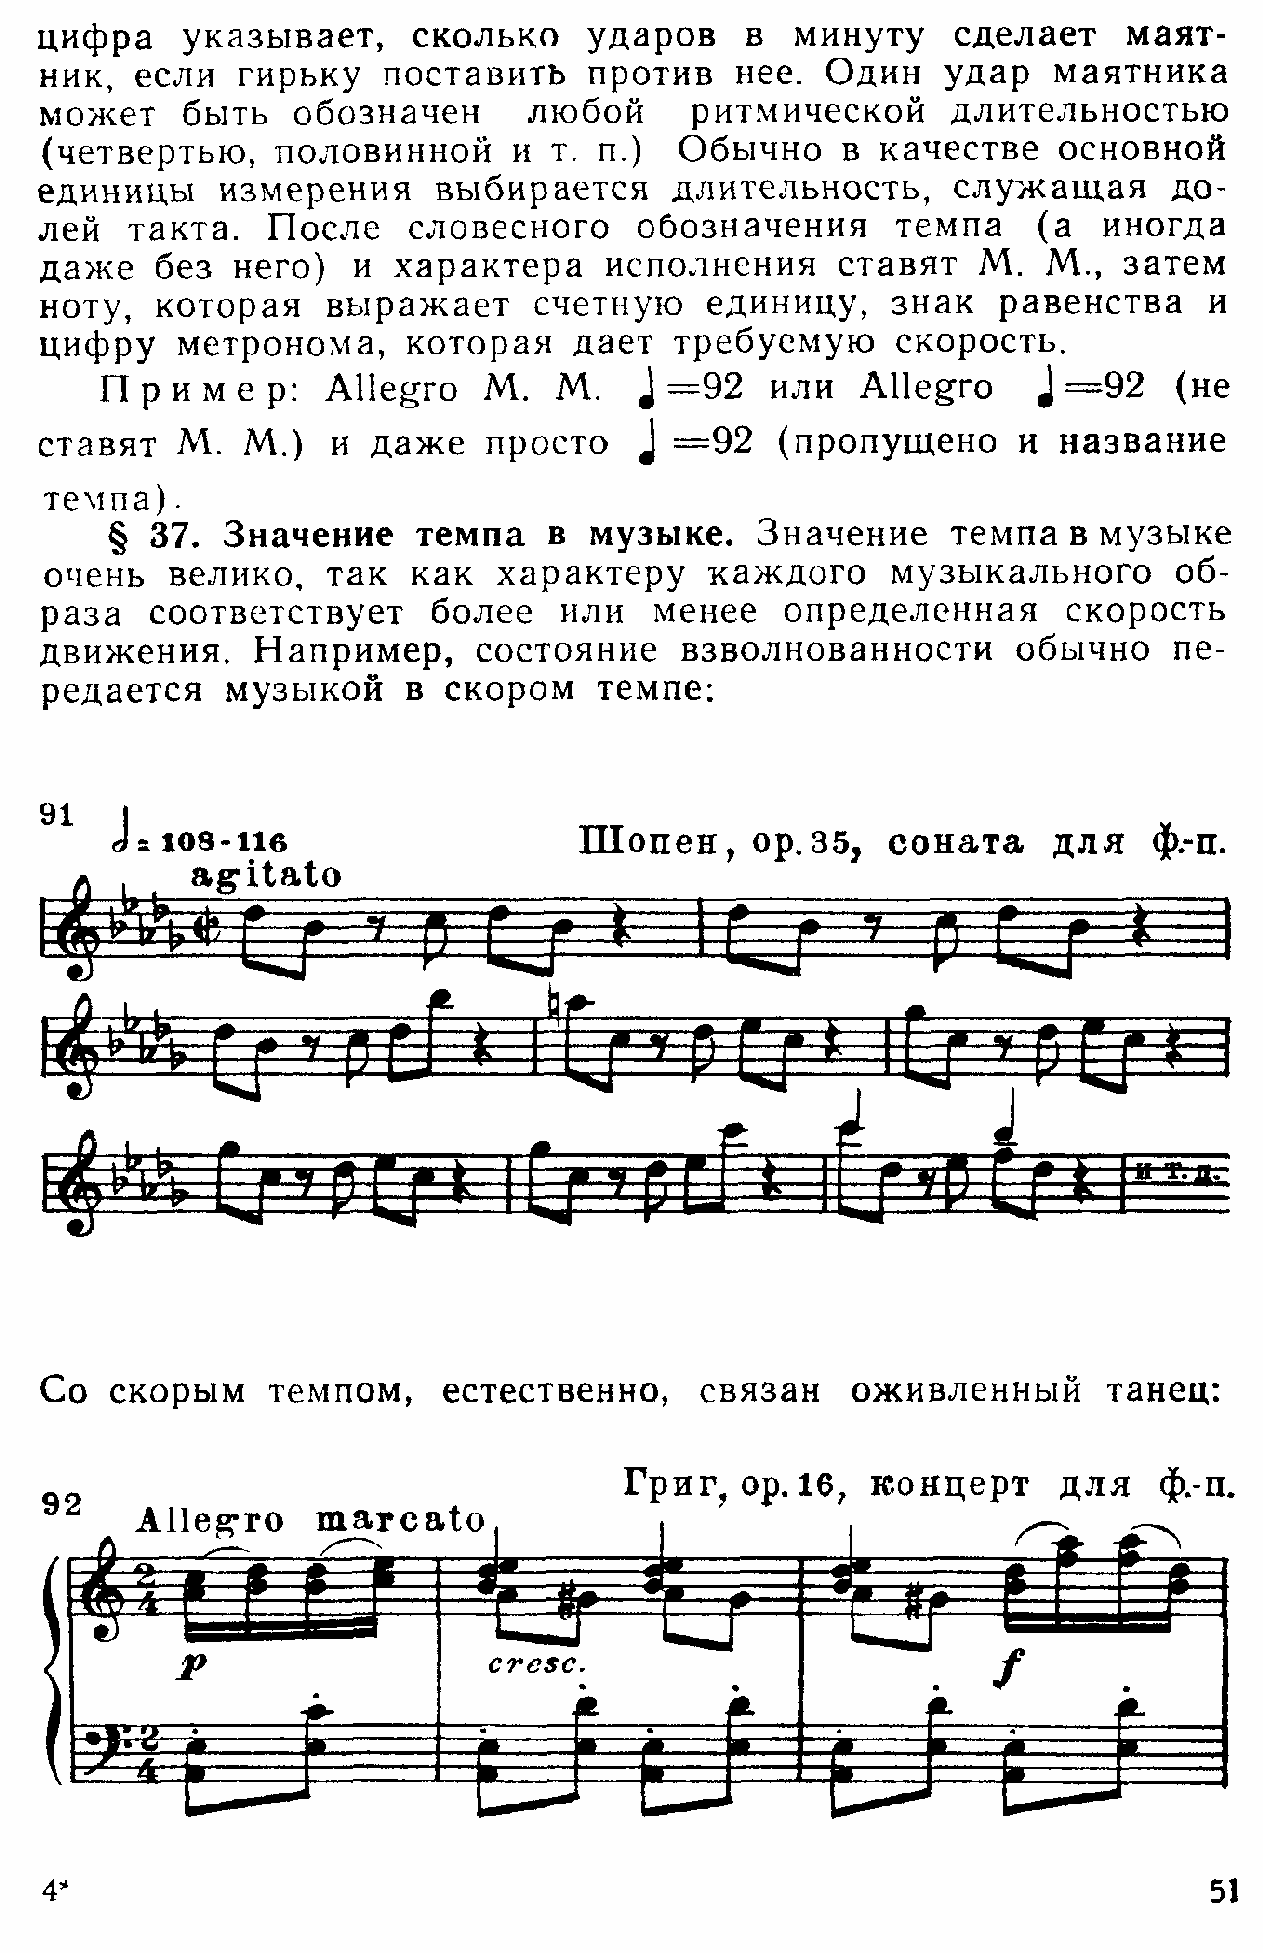 цифра указывает, сколько ударов в минуту сделает маят-
ник, если гирьку поставить против нее. Один удар маятника
может быть обозначен любой ритмической длительностью
(четвертью, половинной и т. п.) Обычно в качестве основной
единицы измерения выбирается длительность, служащая до-
лей такта. После словесного обозначения темпа (а иногда
даже без него) и характера исполнения ставят М. М., затем
ноту, которая выражает счетную единицу, знак равенства и
цифру метронома, которая дает требуемую скорость.
Пример: Allegro М. М. ♩=92 или Allegro ♩=92 (не
ставят М. М.) и даже просто ♩=92 (пропущено и название
темпа).
§ 37. Значение темпа в музыке. Значение темпа в музыке
очень велико, так как характеру каждого музыкального об-
раза соответствует более или менее определенная скорость
движения. Например, состояние взволнованности обычно пе-
редается музыкой в скором темпе:
91
𝅗𝅥=108-116 Шопен, ор.35, соната для ф.-п.
agitato
и т. д.
Со скорым темпом, естественно, связан оживленный танец:
Григ, ор.16, концерт для ф.-п.
92
Allegro marcato
2
4
p cresc. f
2
4
4* 51